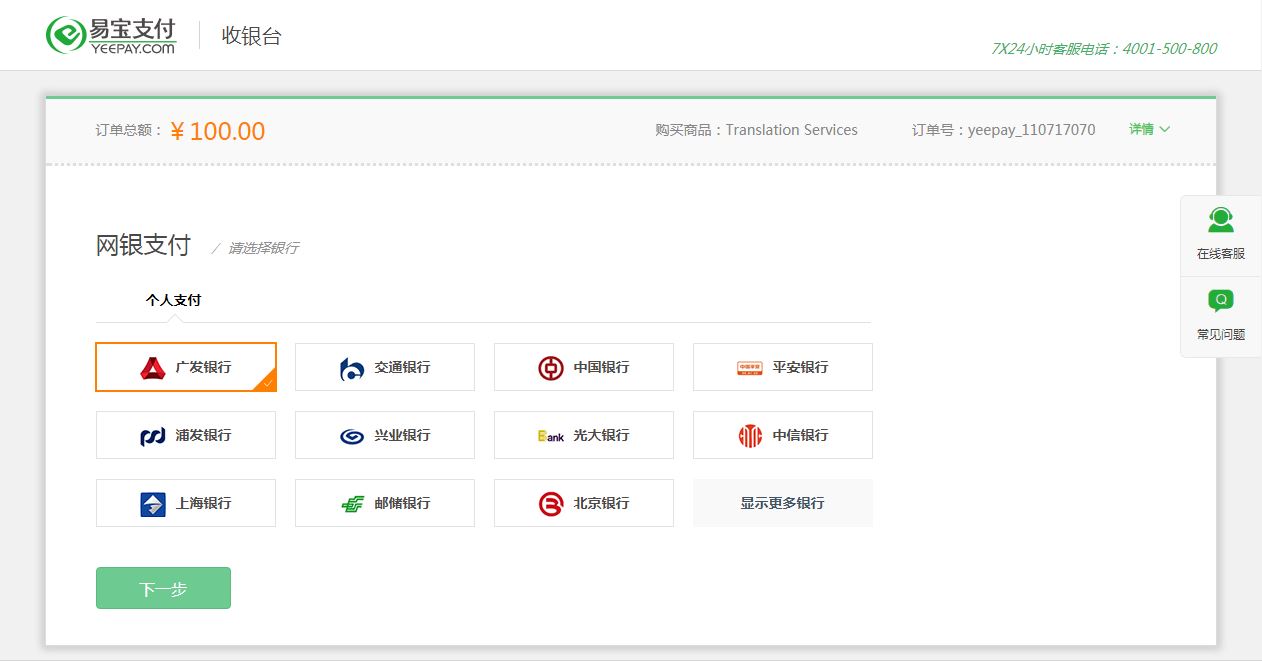 易宝支付
YEEPAY.COM
收银台
7X24小时客服电话：4001-500-800
订单总额： ¥ 100.00
购买商品：Translation Services
订单号：yeepay_110717070
详情
网银支付 / 请选择银行
个人支付
广发银行
交通银行
中国银行
平安银行
浦发银行
兴业银行
Bank 光大银行
中信银行
上海银行
邮储银行
北京银行
显示更多银行
下一步
在线客服
Q
常见问题